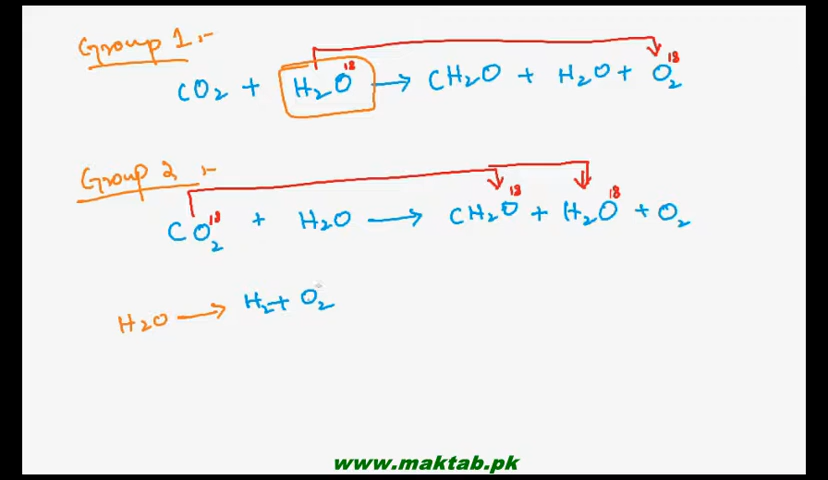 Group 1:-
CO₂ + H₂O¹⁸ → CH₂O + H₂O + O₂¹⁸
Group 2:-
CO₂¹⁸ + H₂O → CH₂O¹⁸ + H₂O¹⁸ + O₂
H₂O → H₂ + O₂
www.maktab.pk